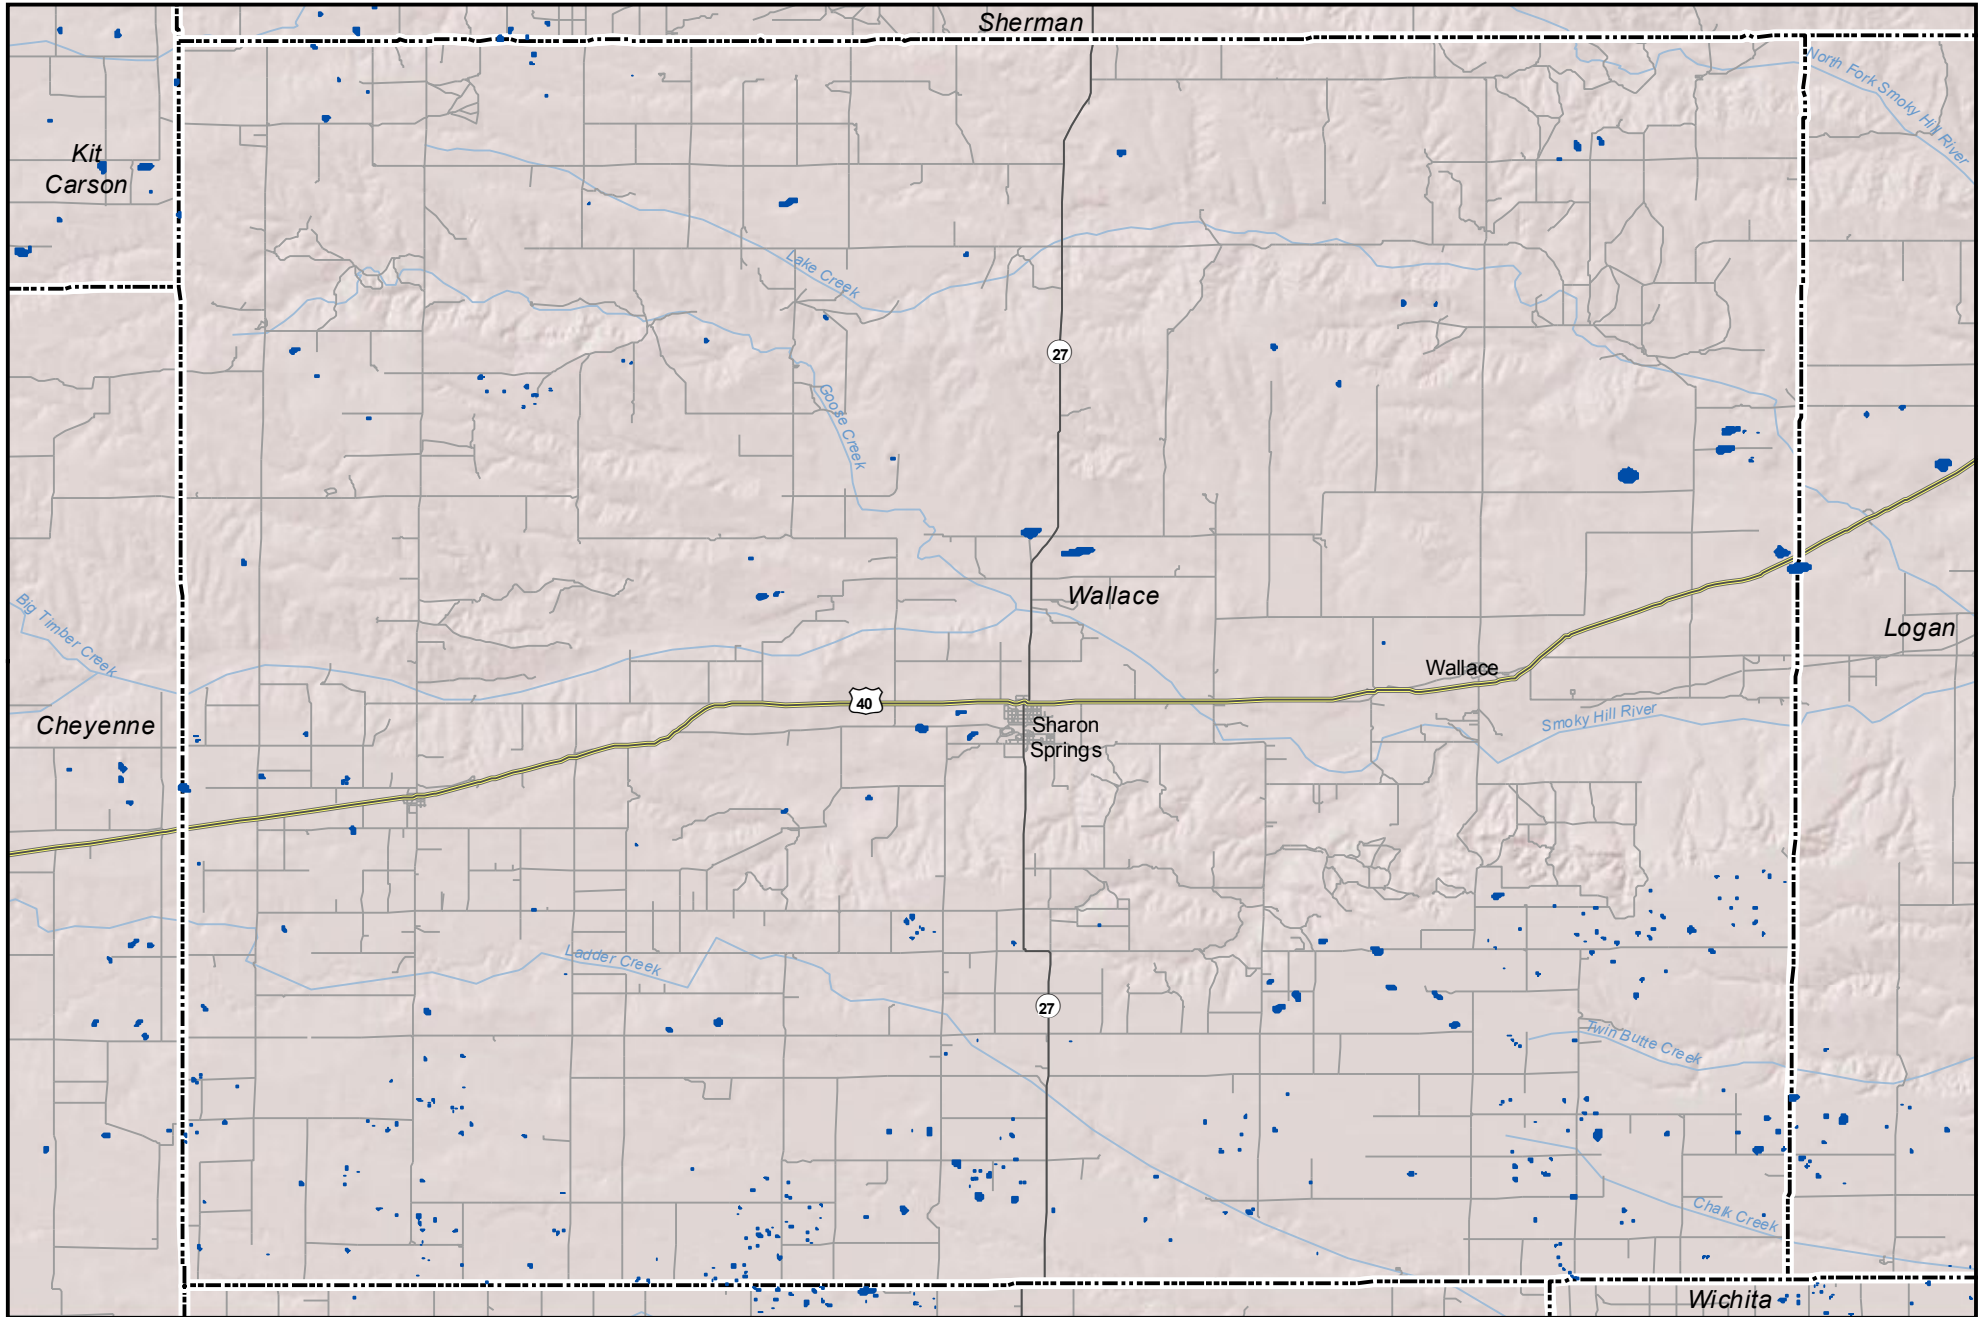 Sherman
North Fork Smoky Hill River
Kit
Carson
Lake Creek
27
Goose Creek
Big Timber Creek
Wallace
Logan
Wallace
40
Cheyenne
Sharon
Springs
Smoky Hill River
Ladder Creek
27
Twin Butte Creek
Chalk Creek
Wichita